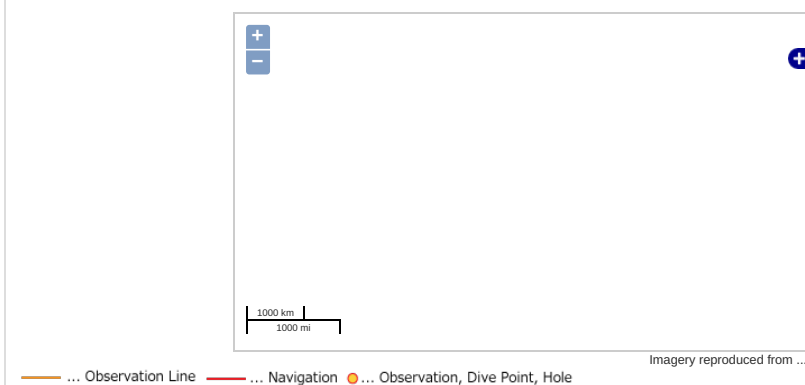 +
−
+
1000 km
1000 mi
Imagery reproduced from ...
... Observation Line ... Navigation ... Observation, Dive Point, Hole